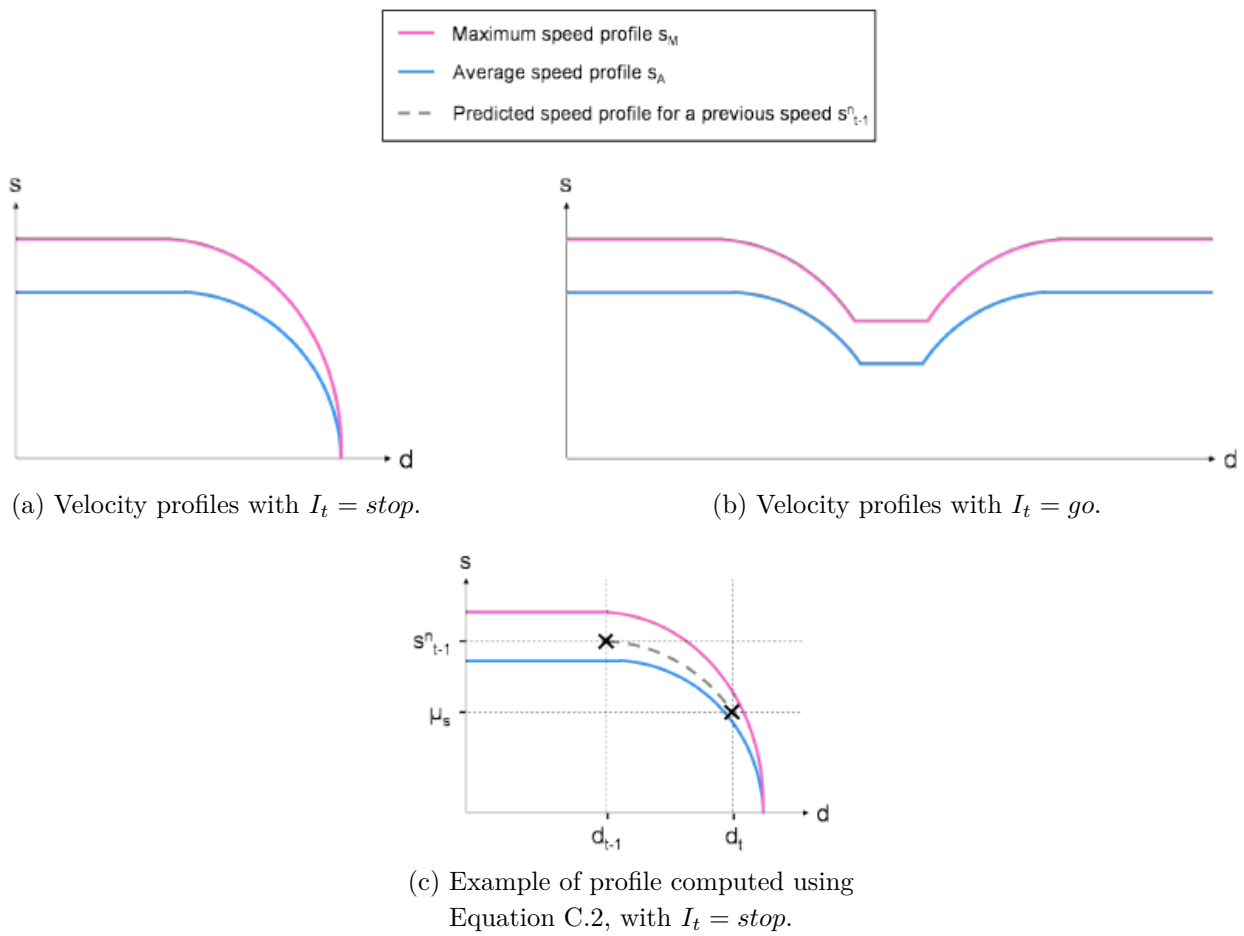 Maximum speed profile s_M
Average speed profile s_A
Predicted speed profile for a previous speed s^n_t-1
s
d
(a) Velocity profiles with I_t = stop.
s
d
(b) Velocity profiles with I_t = go.
s
s^n_t-1
μ_s
d
d_t-1
d_t
(c) Example of profile computed using
Equation C.2, with I_t = stop.